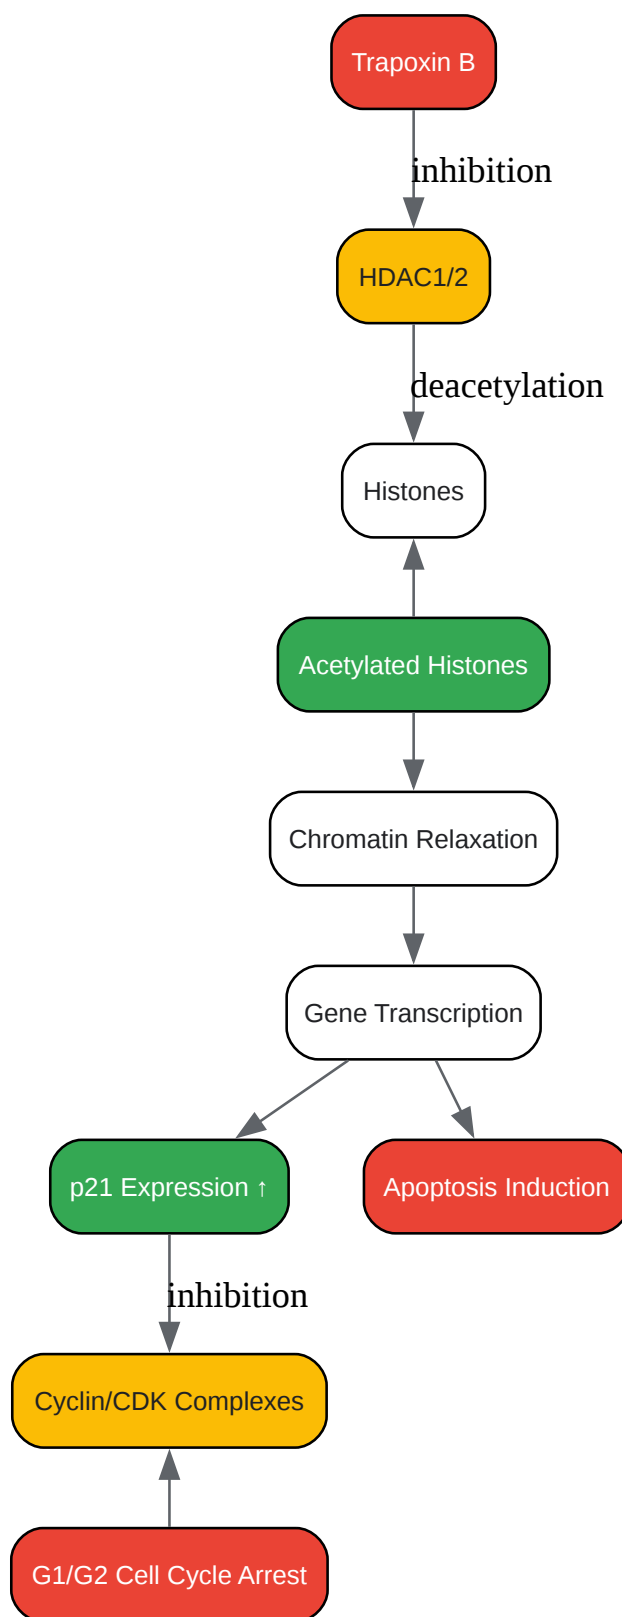 Trapoxin B
inhibition
HDAC1/2
deacetylation
Histones
Acetylated Histones
Chromatin Relaxation
Gene Transcription
p21 Expression ↑
Apoptosis Induction
inhibition
Cyclin/CDK Complexes
G1/G2 Cell Cycle Arrest